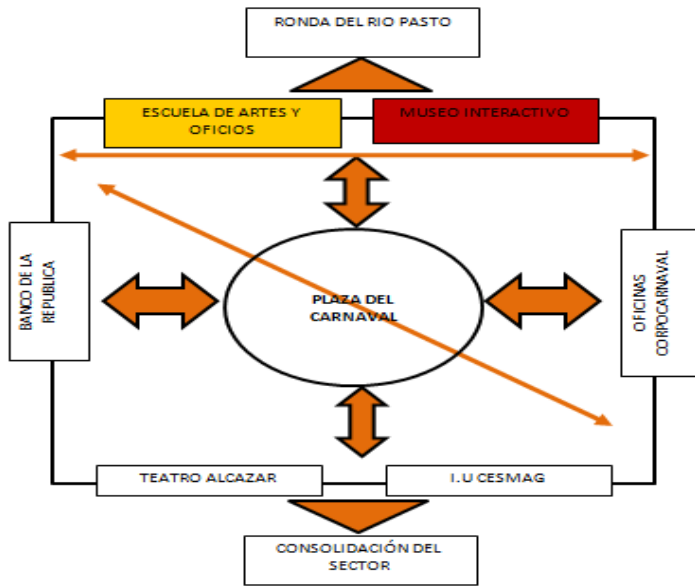 RONDA DEL RIO PASTO
ESCUELA DE ARTES Y
OFICIOS
MUSEO INTERACTIVO
BANCO DE LA
REPUBLICA
PLAZA DEL
CARNAVAL
OFICINAS
CORPOCARNAVAL
TEATRO ALCAZAR
I.U CESMAG
CONSOLIDACIÓN DEL
SECTOR